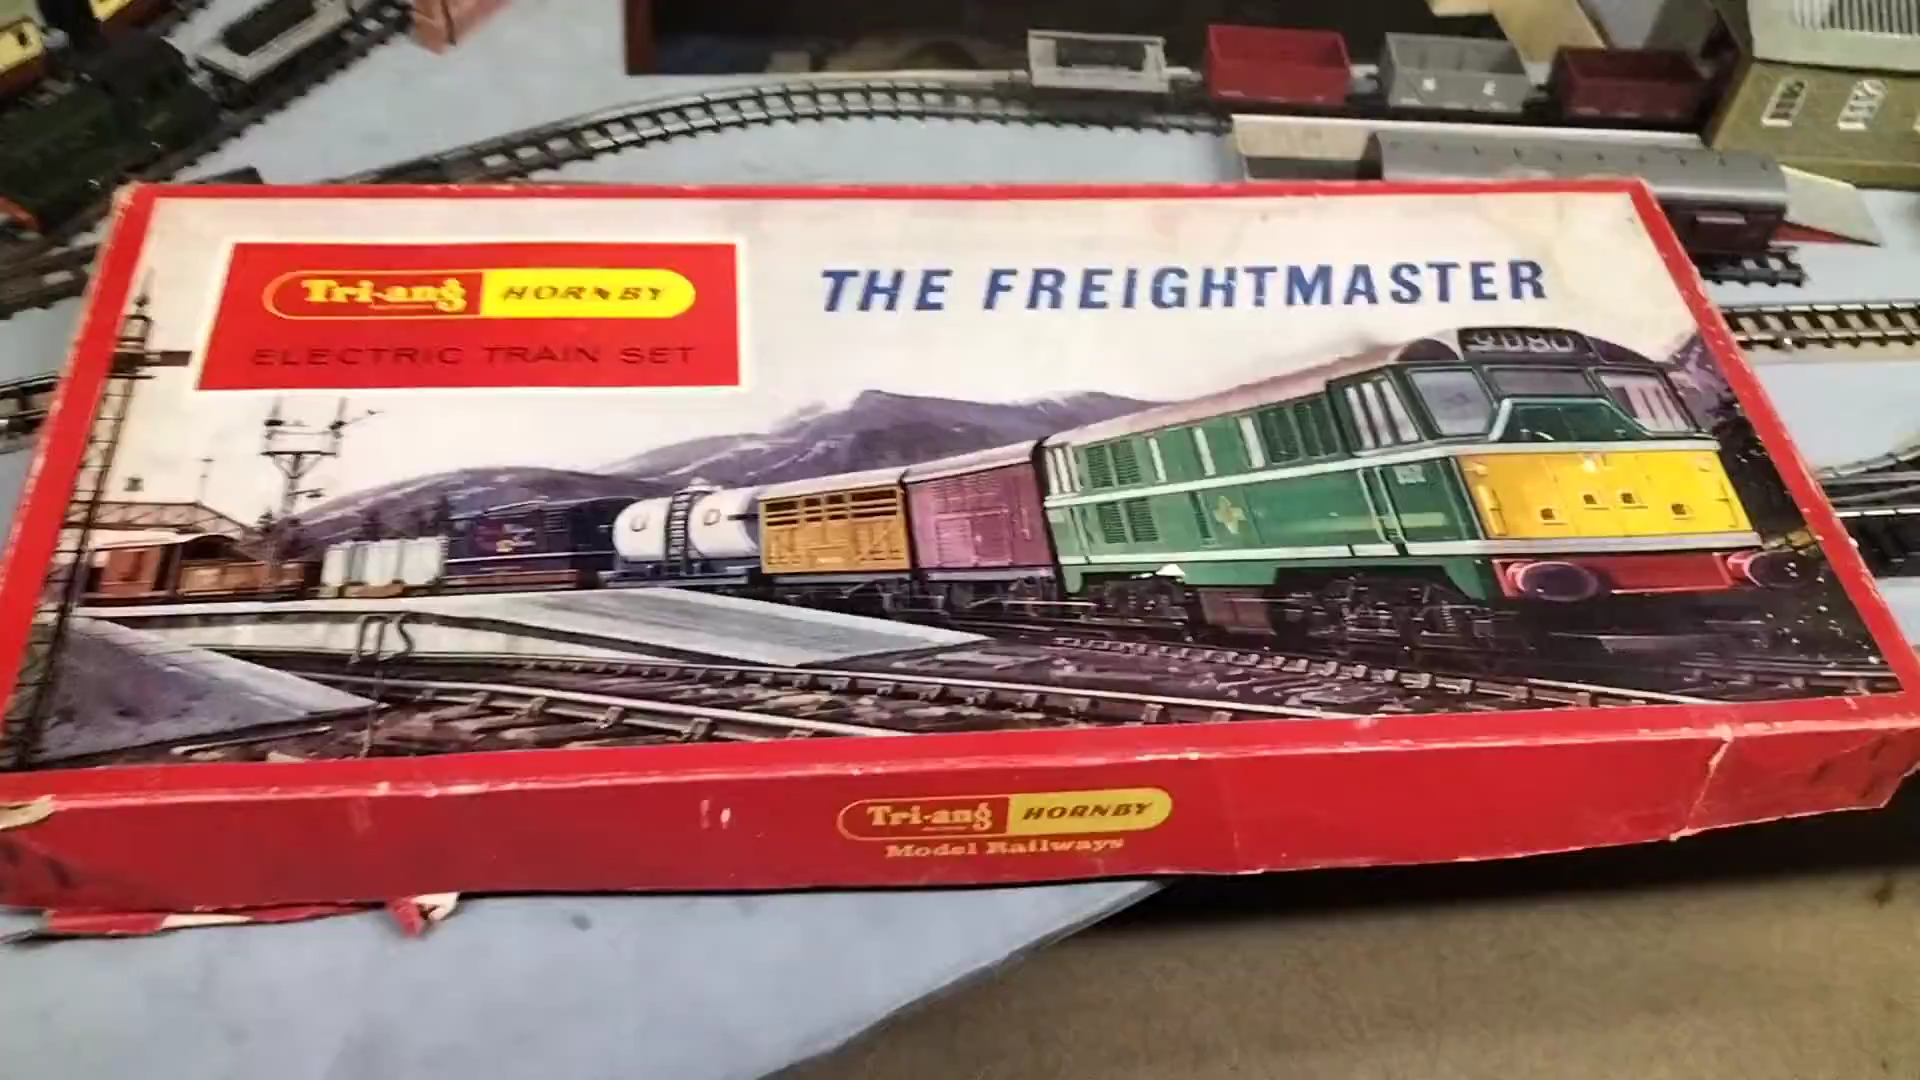 Tri-ang HORNBY
ELECTRIC TRAIN SET
THE FREIGHTMASTER
Tri-ang HORNBY
Model Railways